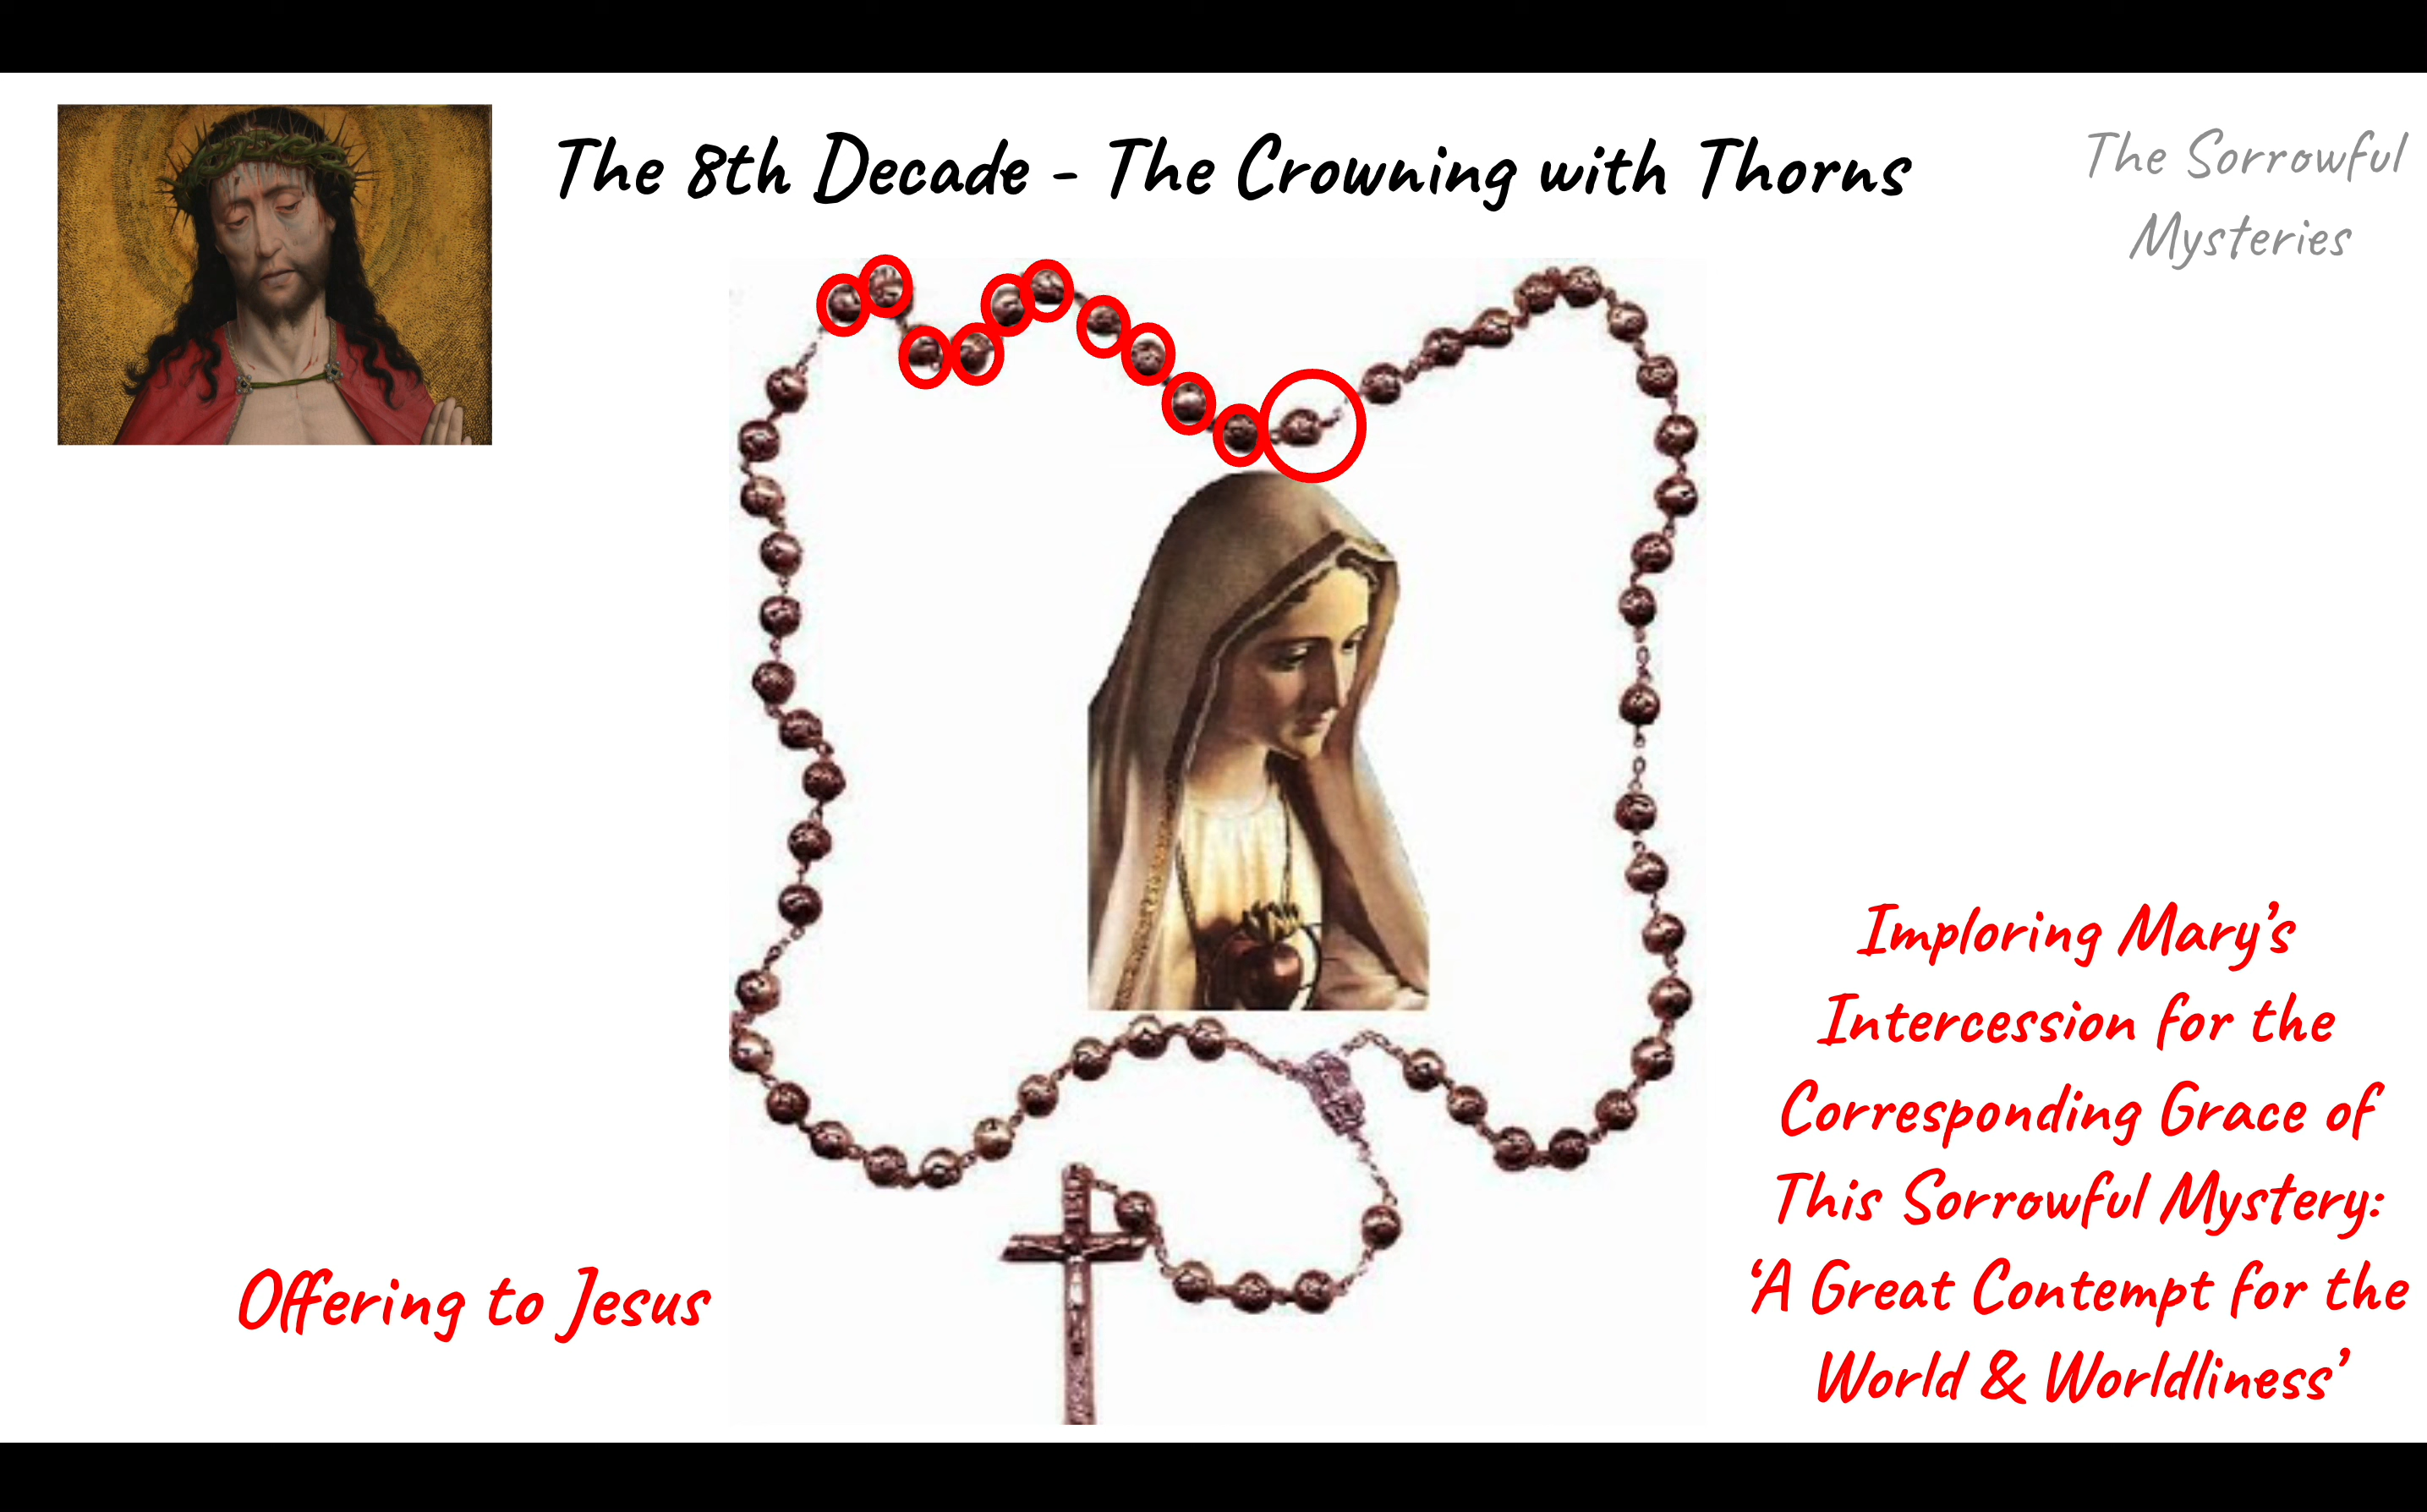 The 8th Decade - The Crowning with Thorns
The Sorrowful
Mysteries
Imploring Mary’s
Intercession for the
Corresponding Grace of
This Sorrowful Mystery:
‘A Great Contempt for the
World & Worldliness’
Offering to Jesus